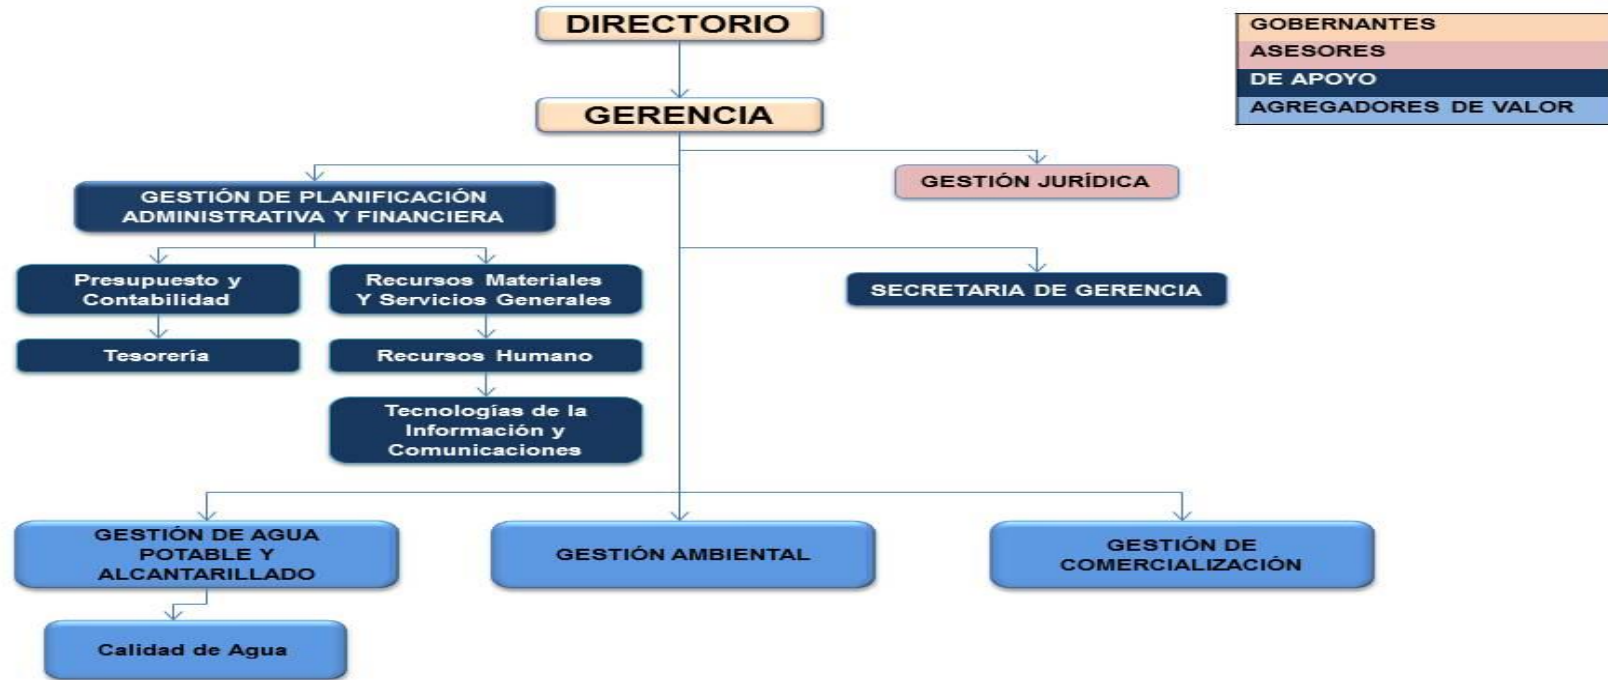 DIRECTORIO
GOBERNANTES
ASESORES
DE APOYO
AGREGADORES DE VALOR
GERENCIA
GESTIÓN JURÍDICA
GESTIÓN DE PLANIFICACIÓN
ADMINISTRATIVA Y FINANCIERA
Presupuesto y
Contabilidad
Recursos Materiales
Y Servicios Generales
SECRETARIA DE GERENCIA
Tesorería
Recursos Humano
Tecnologías de la
Información y
Comunicaciones
GESTIÓN DE AGUA
POTABLE Y
ALCANTARILLADO
GESTIÓN AMBIENTAL
GESTIÓN DE
COMERCIALIZACIÓN
Calidad de Agua